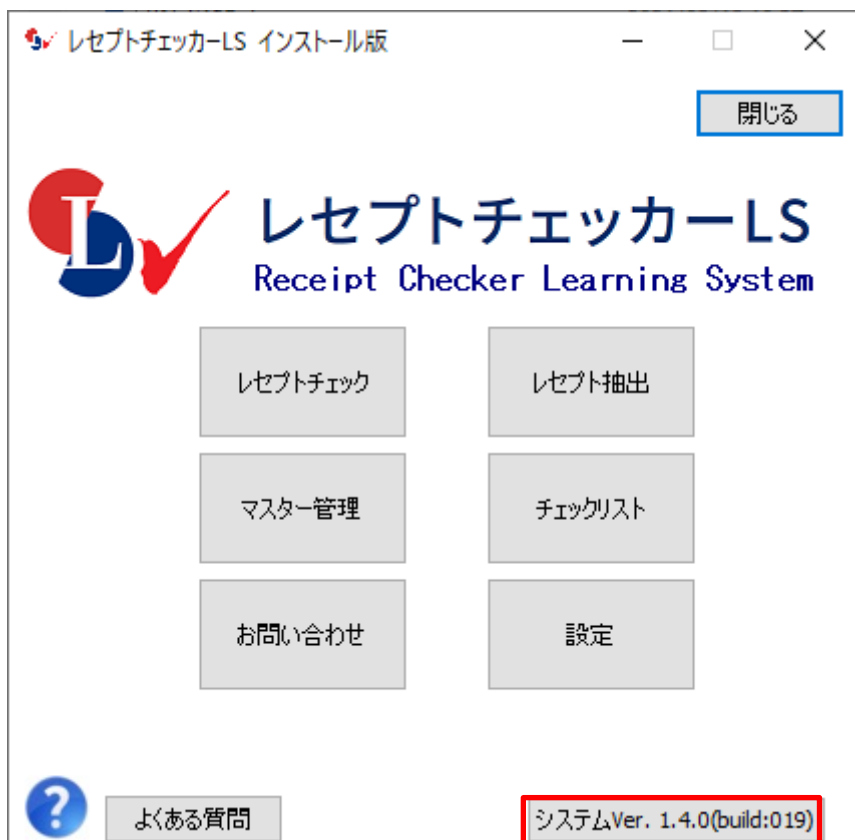 レセプトチェッカーLS インストール版
閉じる
L
レセプトチェッカーLS
Receipt Checker Learning System
レセプトチェック
レセプト抽出
マスター管理
チェックリスト
お問い合わせ
設定
?
よくある質問
システムVer. 1.4.0(build:019)